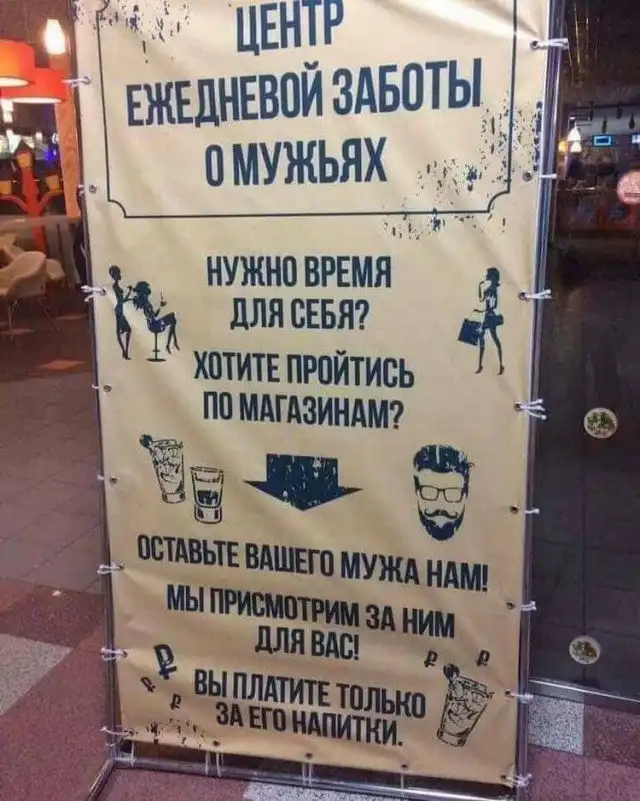 ЦЕНТР
ЕЖЕДНЕВОЙ ЗАБОТЫ
О МУЖЬЯХ
НУЖНО ВРЕМЯ
ДЛЯ СЕБЯ?
ХОТИТЕ ПРОЙТИСЬ
ПО МАГАЗИНАМ?
ОСТАВЬТЕ ВАШЕГО МУЖА НАМ!
МЫ ПРИСМОТРИМ ЗА НИМ
ДЛЯ ВАС!
ВЫ ПЛАТИТЕ ТОЛЬКО
ЗА ЕГО НАПИТКИ.